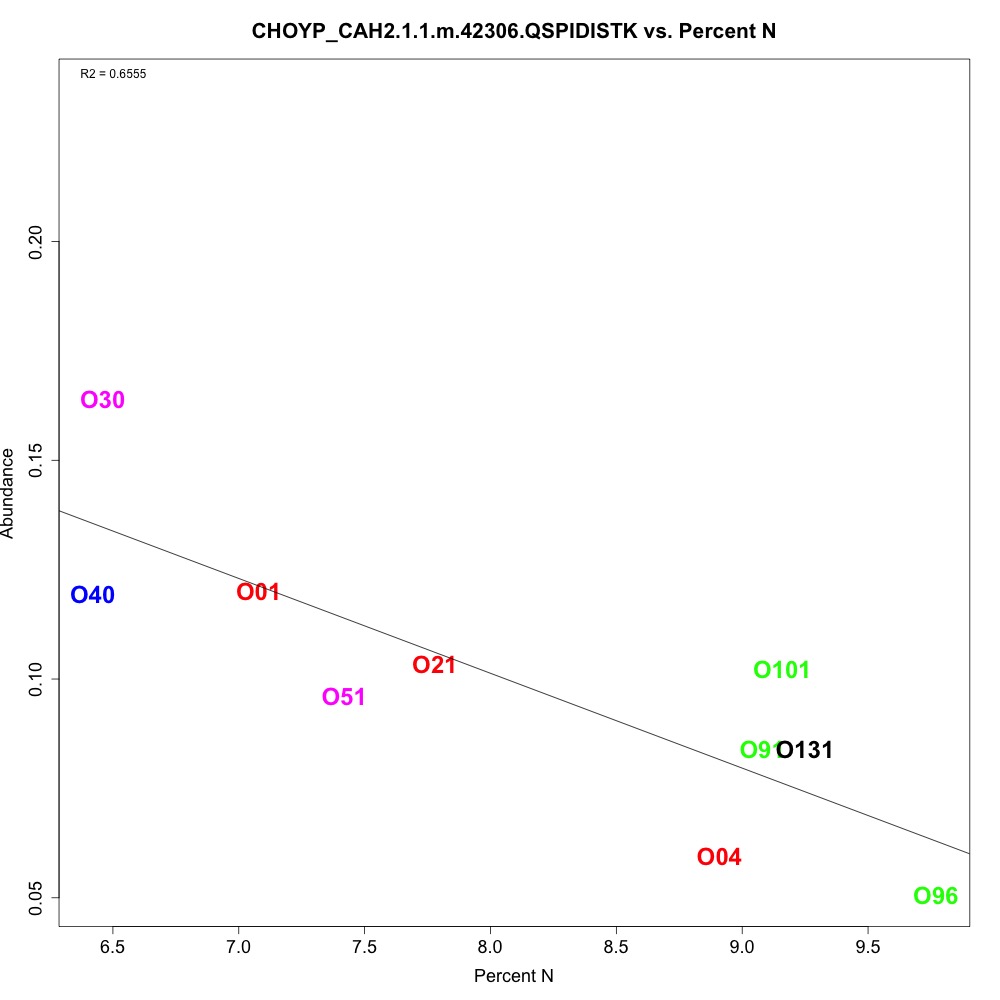 CHOYP_CAH2.1.1.m.42306.QSPIDISTK vs. Percent N
R2 = 0.6555
0.20
O30
0.15
Abundance
O40
O01
O21
0.10
O51
O101
O91
O131
O04
0.05
O96
6.5 7.0 7.5 8.0 8.5 9.0 9.5
Percent N